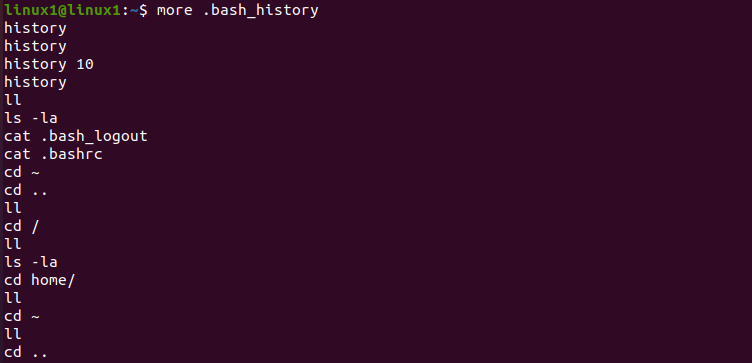 linux1@linux1:~$ more .bash_history
history
history
history 10
history
ll
ls -la
cat .bash_logout
cat .bashrc
cd ~
cd ..
ll
cd /
ll
ls -la
cd home/
ll
cd ~
ll
cd ..